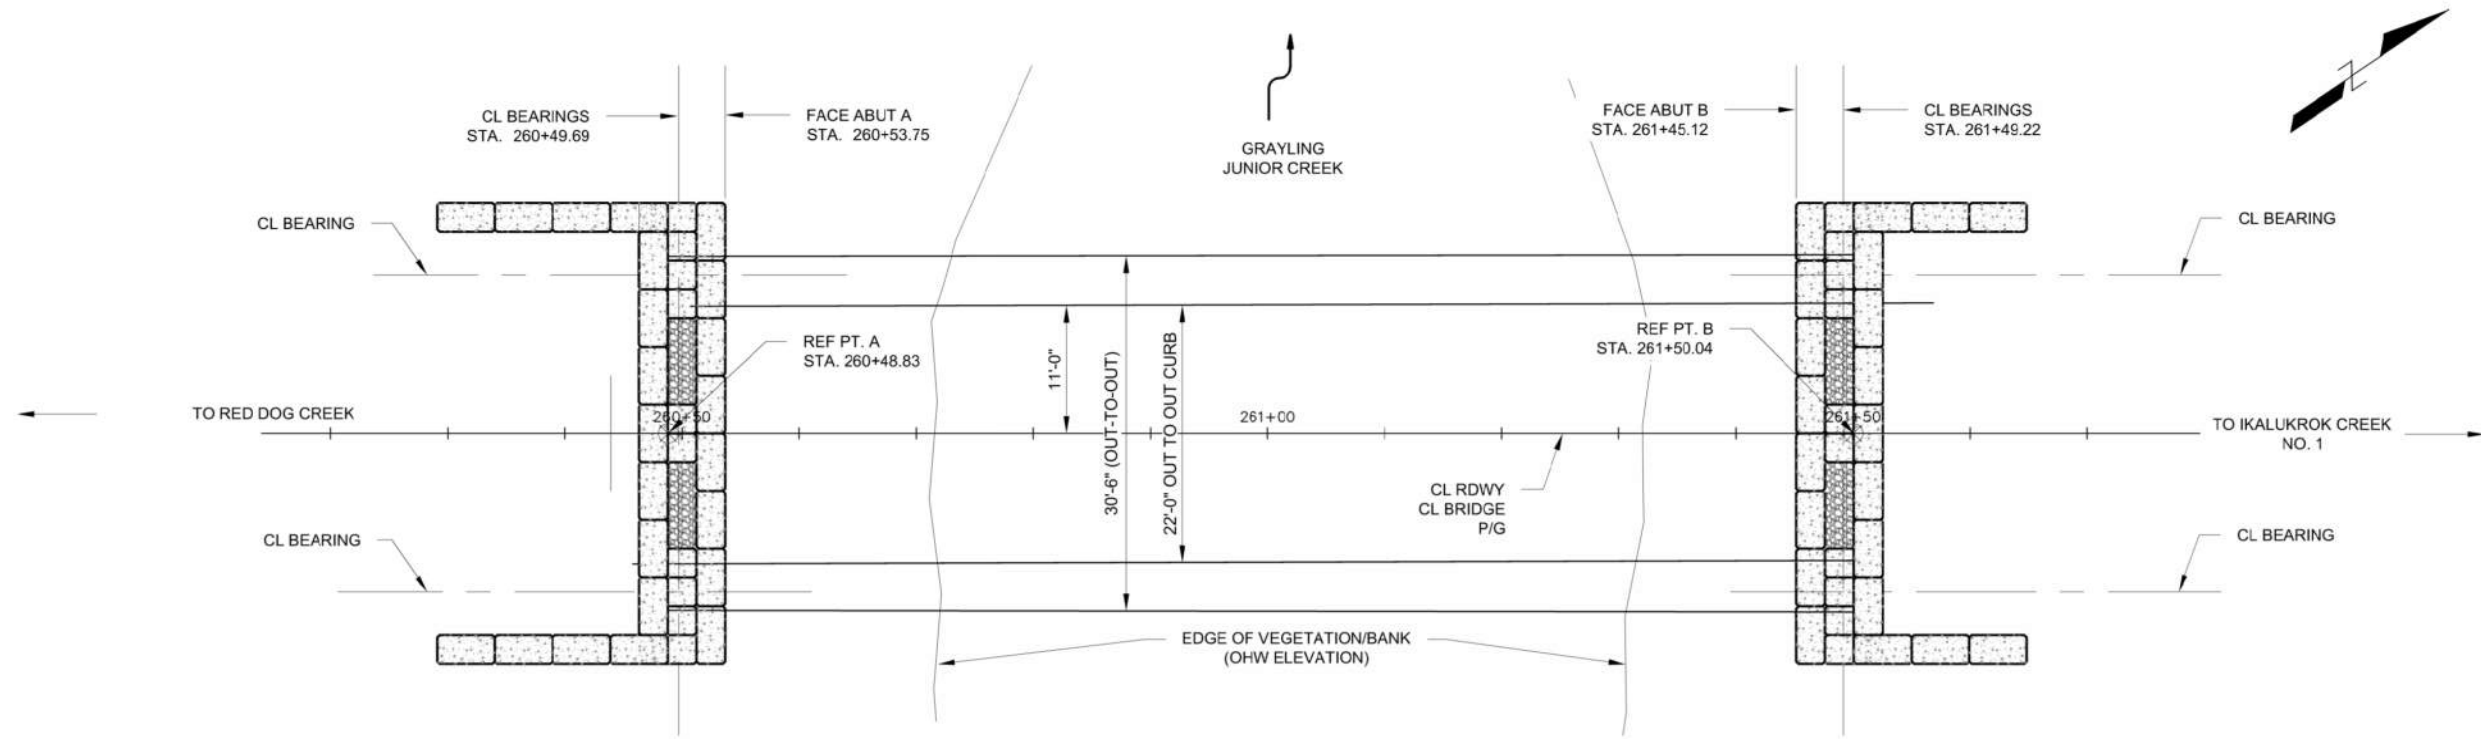 CL BEARINGS
STA. 260+49.69
FACE ABUT A
STA. 260+53.75
GRAYLING
JUNIOR CREEK
FACE ABUT B
STA. 261+45.12
CL BEARINGS
STA. 261+49.22
Z
CL BEARING
CL BEARING
REF PT. A
STA. 260+48.83
11'-0"
30'-6" (OUT-TO-OUT)
22'-0" OUT TO OUT CURB
REF PT. B
STA. 261+50.04
TO RED DOG CREEK
260+50
261+00
261+50
TO IKALUKROK CREEK
NO. 1
CL RDWY
CL BRIDGE
P/G
CL BEARING
CL BEARING
EDGE OF VEGETATION/BANK
(OHW ELEVATION)